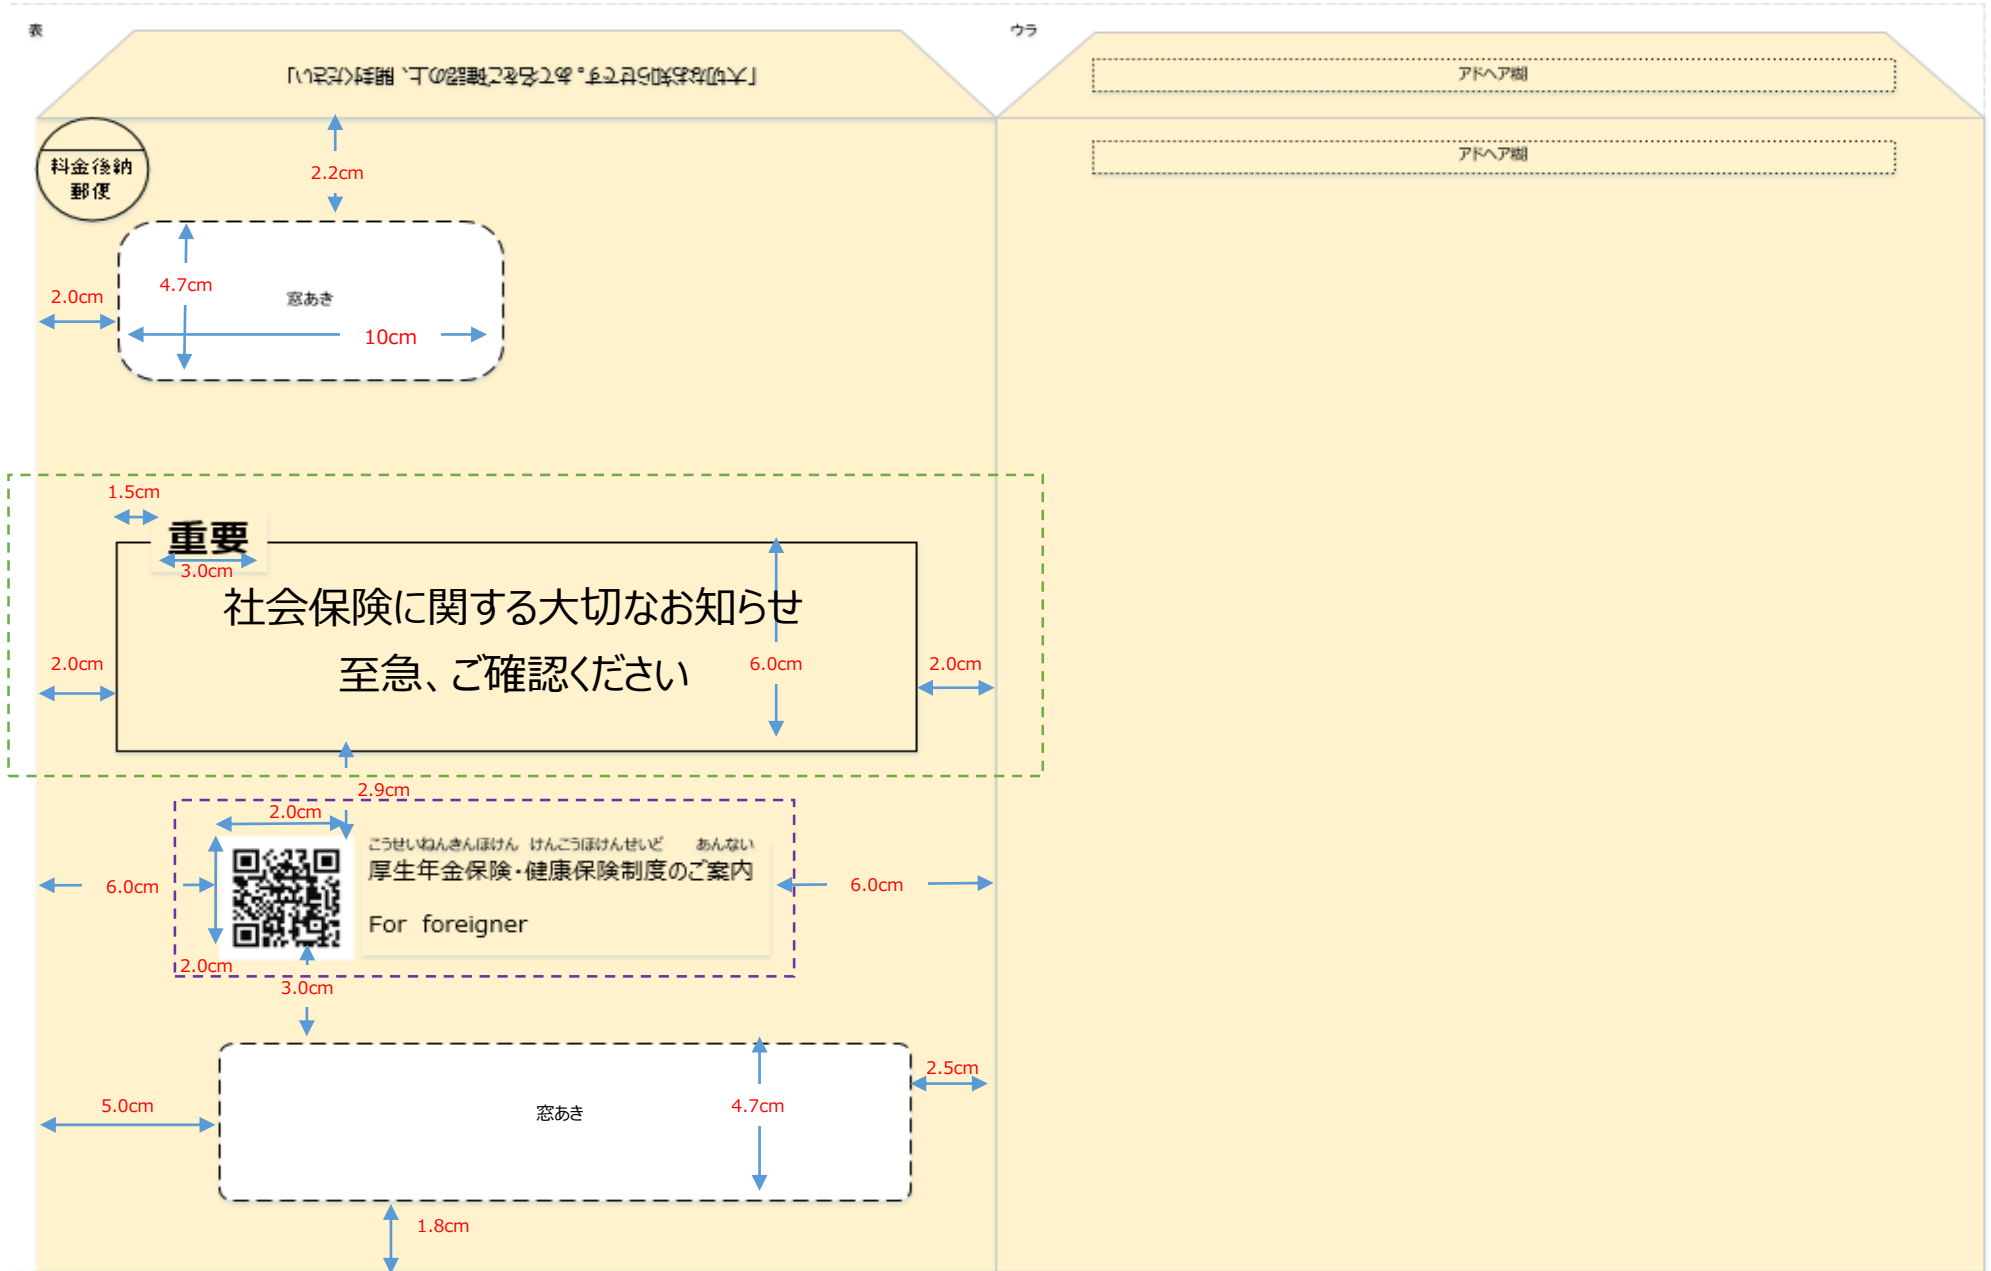 表
ウラ
「大切なお知らせです。あて名をご確認の上、開封ください」
アドヘア糊
アドヘア糊
料金後納
郵便
2.2cm
4.7cm
2.0cm
窓あき
10cm
1.5cm
重要
3.0cm
社会保険に関する大切なお知らせ
至急、ご確認ください
2.0cm
6.0cm
2.0cm
2.9cm
2.0cm
こうせいねんきんほけん けんこうほけんせいど あんない
厚生年金保険・健康保険制度のご案内
6.0cm
6.0cm
For foreigner
2.0cm
3.0cm
2.5cm
5.0cm
窓あき
4.7cm
1.8cm